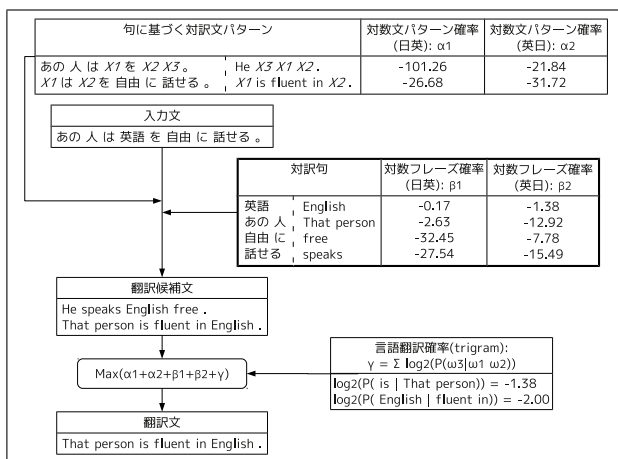 句に基づく対訳文パターン
対数文パターン確率
(日英): α1
対数文パターン確率
(英日): α2
あの 人 は X1 を X2 X3 。 He X3 X1 X2 . -101.26 -21.84
X1 は X2 を 自由 に 話せる 。 X1 is fluent in X2 . -26.68 -31.72
入力文
あの 人 は 英語 を 自由 に 話せる 。
対訳句
対数フレーズ確率
(日英): β1
対数フレーズ確率
(英日): β2
英語 English -0.17 -1.38
あの 人 That person -2.63 -12.92
自由 に free -32.45 -7.78
話せる speaks -27.54 -15.49
翻訳候補文
He speaks English free .
That person is fluent in English .
Max(α1+α2+β1+β2+γ)
言語翻訳確率(trigram):
γ = Σ log2(P(ω3|ω1 ω2))
log2(P( is | That person)) = -1.38
log2(P( English | fluent in)) = -2.00
翻訳文
That person is fluent in English .